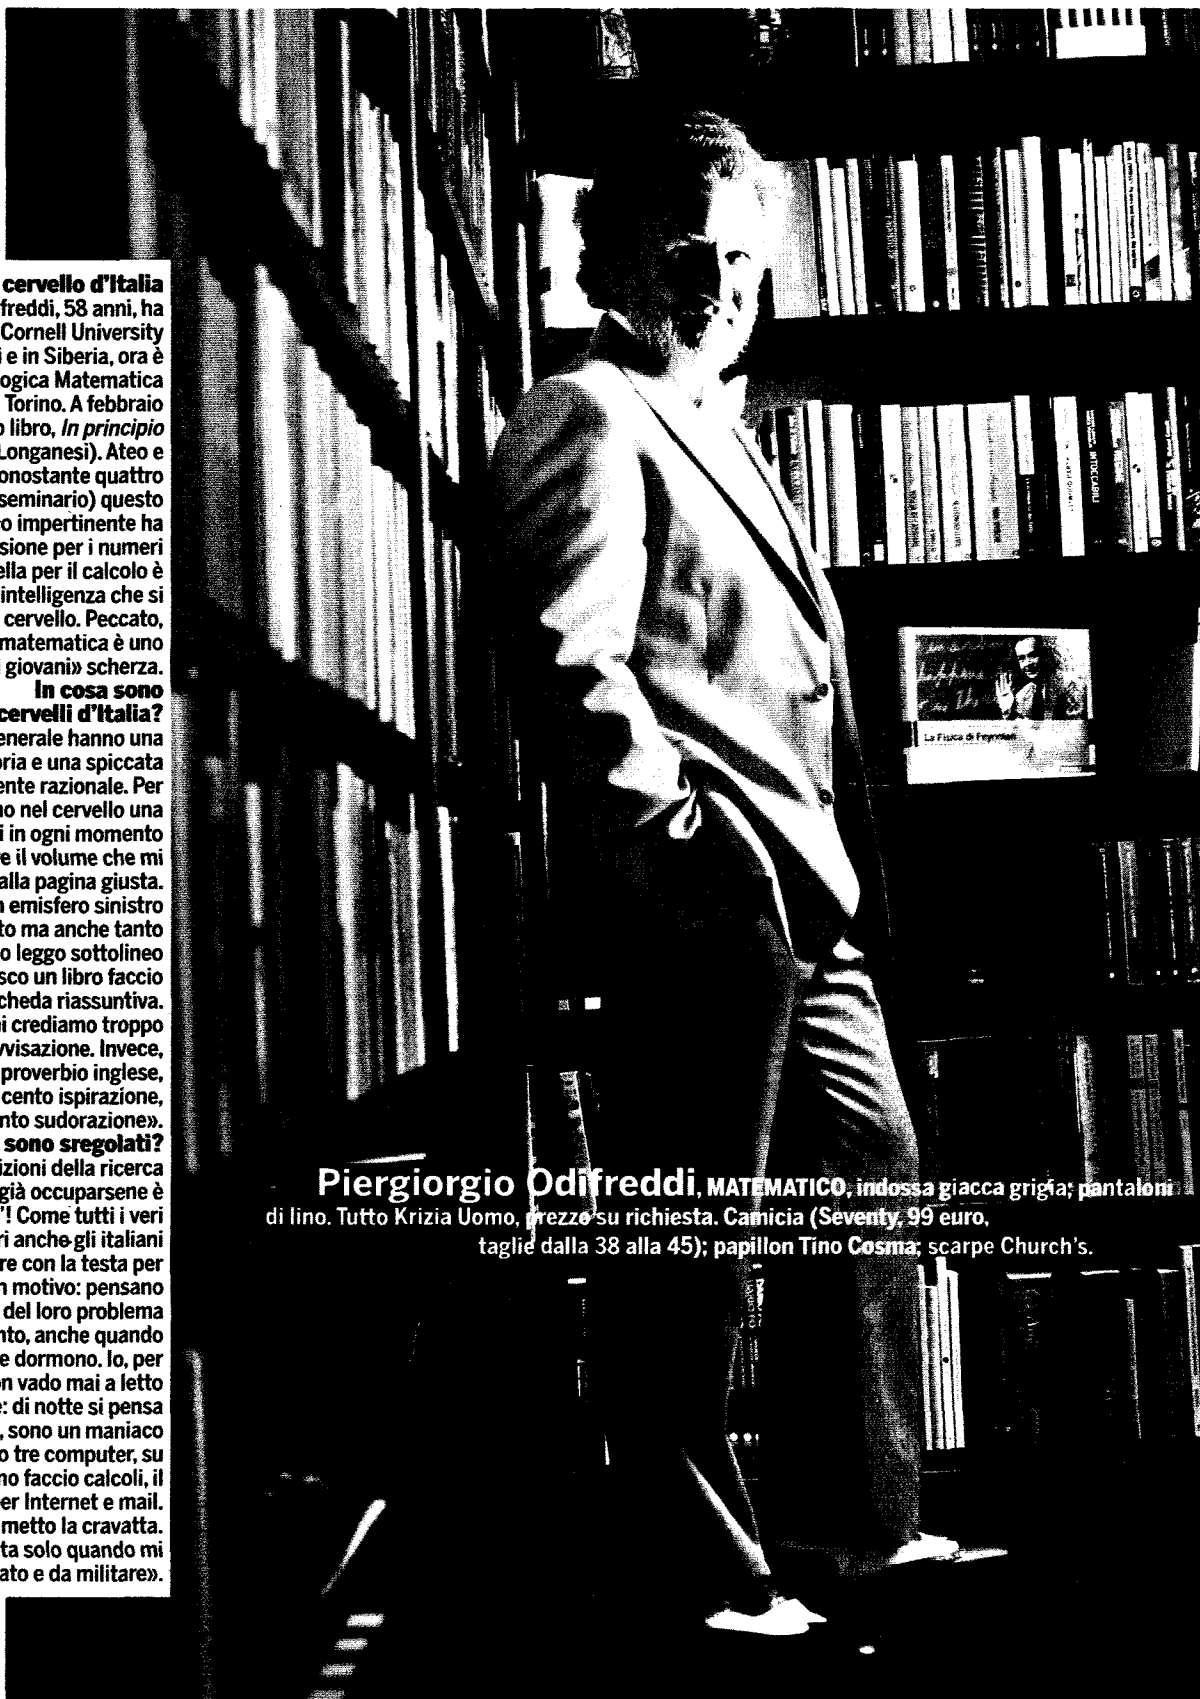 cervello d'Italia
freddi, 58 anni, ha
Cornell University
i e in Siberia, ora è
ogica Matematica
Torino. A febbraio
o libro, In principio
Longanesi). Ateo e
onostante quattro
seminario) questo
o impertinente ha
sione per i numeri
ella per il calcolo è
intelligenza che si
cervello. Peccato,
matematica è uno
i giovani» scherza.
In cosa sono
cervelli d'Italia?
enerale hanno una
oria e una spiccata
ente razionale. Per
no nel cervello una
i in ogni momento
re il volume che mi
alla pagina giusta.
n emisfero sinistro
to ma anche tanto
o leggo sottolineo
sco un libro faccio
cheda riassuntiva.
oi crediamo troppo
vvisazione. Invece,
proverbio inglese,
cento ispirazione,
nto sudorazione».
sono sregolati?
izioni della ricerca
già occuparsene è
'! Come tutti i veri
ri anche gli italiani
re con la testa per
n motivo: pensano
del loro problema
nto, anche quando
e dormono. Io, per
on vado mai a letto
e: di notte si pensa
, sono un maniaco
o tre computer, su
no faccio calcoli, il
er Internet e mail.
metto la cravatta.
ta solo quando mi
ato e da militare».
La Fisica di Feynman
INTOCCABILI
Piergiorgio Odifreddi, MATEMATICO, indossa giacca grigia; pantaloni
di lino. Tutto Krizia Uomo, prezzo su richiesta. Camicia (Seventy, 99 euro,
taglie dalla 38 alla 45); papillon Tino Cosma; scarpe Church's.